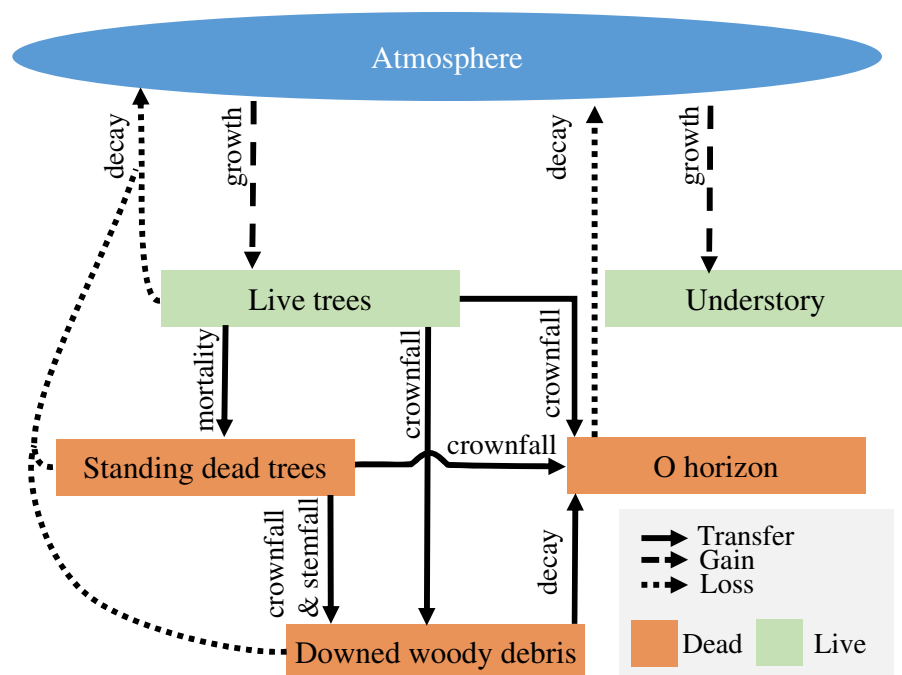 Atmosphere
decay
growth
decay
growth
Live trees
Understory
mortality
crownfall
crownfall
Standing dead trees
crownfall
O horizon
crownfall
& stemfall
decay
Downed woody debris
Transfer
Gain
Loss
Dead
Live